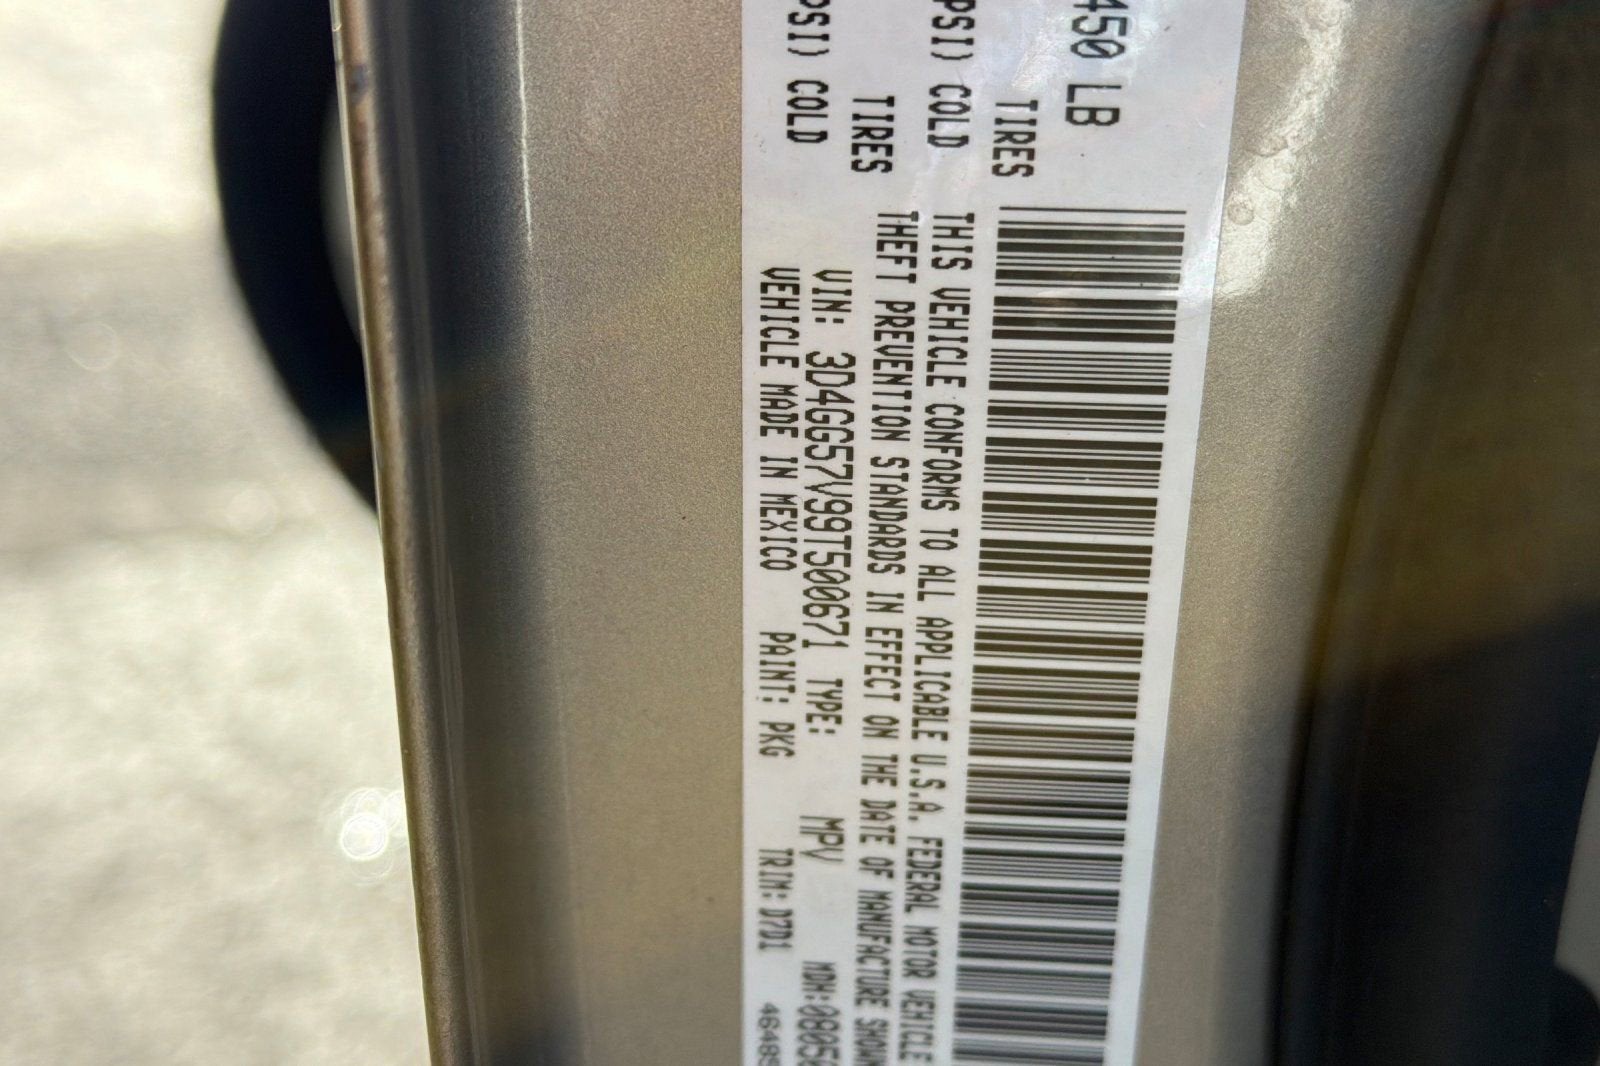 450 LB
TIRES
PSI) COLD
TIRES
PSI) COLD
THIS VEHICLE CONFORMS TO ALL APPLICABLE U.S.A. FEDERAL MOTOR VEHICLE
THEFT PREVENTION STANDARDS IN EFFECT ON THE DATE OF MANUFACTURE SHOWN
VIN: 3D4GG57V99T500671 TYPE: MPV MDH:08050
VEHICLE MADE IN MEXICO PAINT: PKG TRIM: D7D1